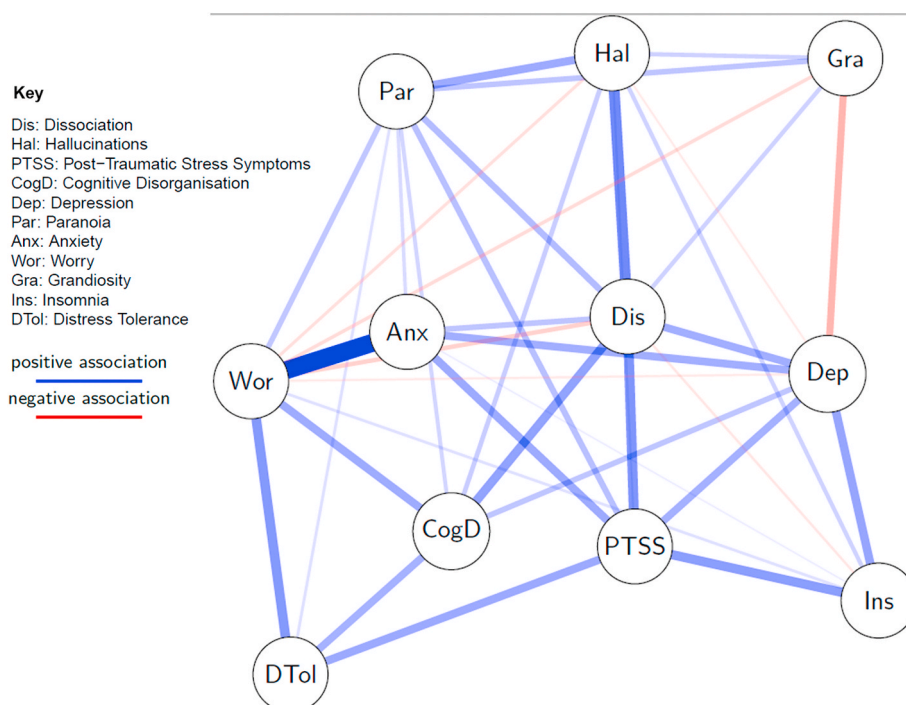 Key
Dis: Dissociation
Hal: Hallucinations
PTSS: Post-Traumatic Stress Symptoms
CogD: Cognitive Disorganisation
Dep: Depression
Par: Paranoia
Anx: Anxiety
Wor: Worry
Gra: Grandiosity
Ins: Insomnia
DTol: Distress Tolerance
positive association
negative association
Hal
Gra
Par
Dis
Anx
Dep
Wor
CogD
PTSS
Ins
DTol